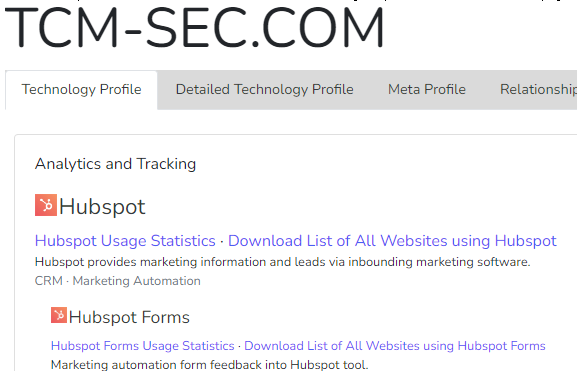 TCM-SEC.COM
Technology Profile Detailed Technology Profile Meta Profile Relationship
Analytics and Tracking
Hubspot
Hubspot Usage Statistics · Download List of All Websites using Hubspot
Hubspot provides marketing information and leads via inbounding marketing software.
CRM · Marketing Automation
Hubspot Forms
Hubspot Forms Usage Statistics · Download List of All Websites using Hubspot Forms
Marketing automation form feedback into Hubspot tool.